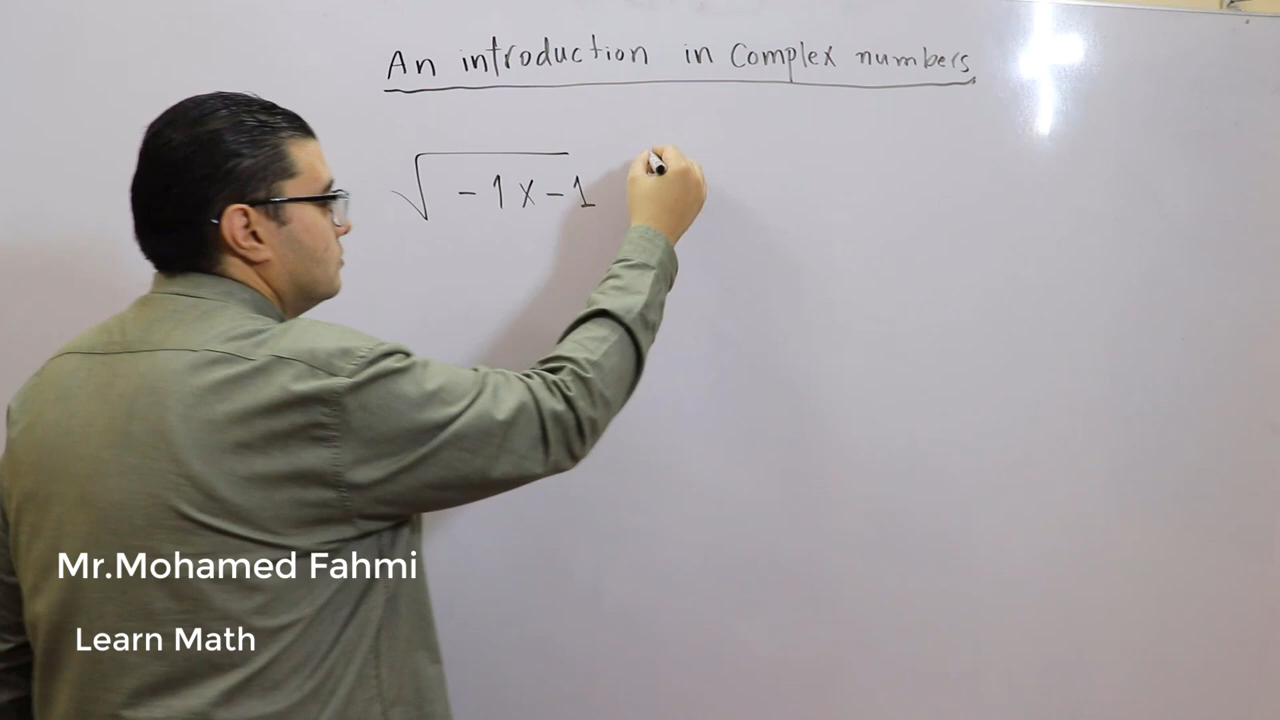 An introduction in Complex numbers
√ -1 x -1
Mr.Mohamed Fahmi
Learn Math